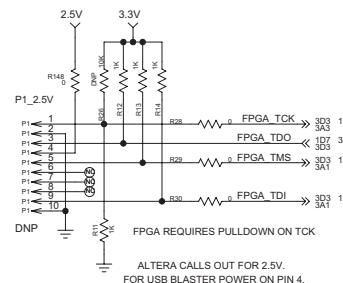 2.5V 3.3V
R148 0
DNP 10K 1K 1K 1K
P1_2.5V
R26 R12 R13 R14
P1 1 R28 0 FPGA_TCK 3D3 1
P1 2 3A3
P1 3 FPGA_TDO 1D7 3
P1 4 3D3
P1 5 R29 0 FPGA_TMS 3D3 1
P1 6 NC 3A1
P1 7 NC
P1 8 NC
P1 9 R30 0 FPGA_TDI 3D3 1
P1 10 3A1
DNP R11 1K FPGA REQUIRES PULLDOWN ON TCK
ALTERA CALLS OUT FOR 2.5V.
FOR USB BLASTER POWER ON PIN 4.